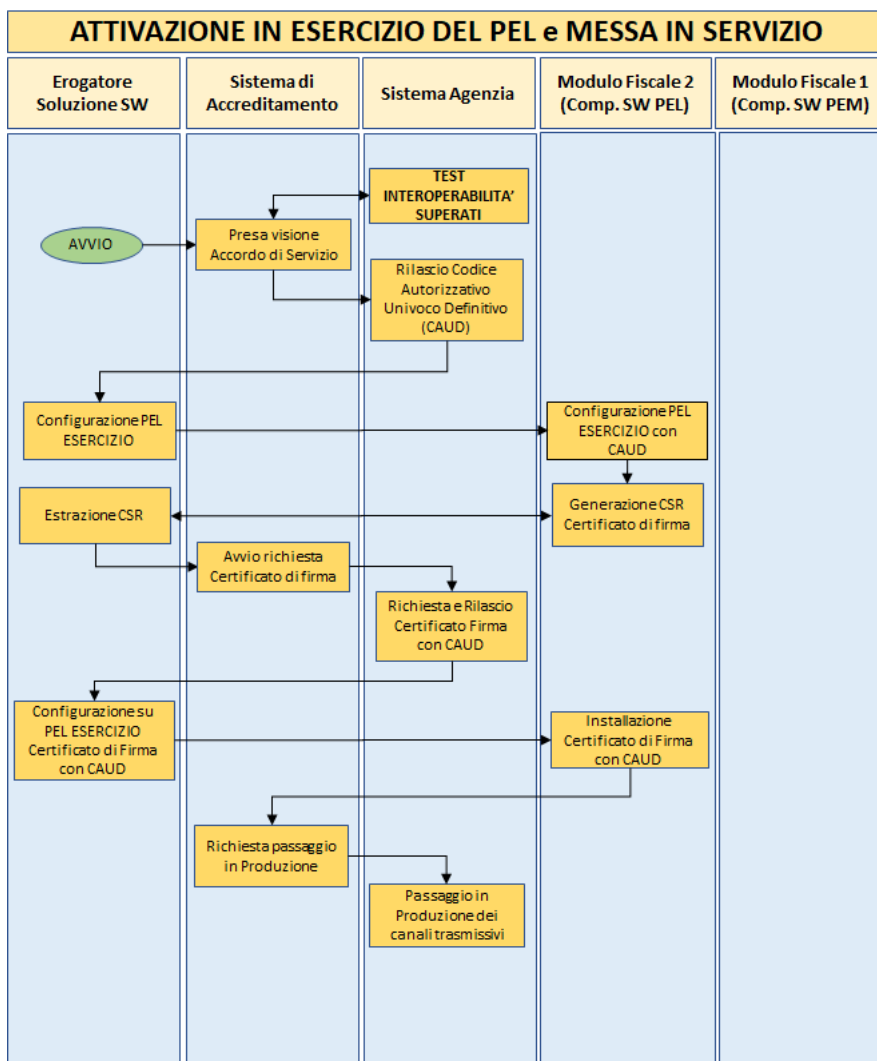 ATTIVAZIONE IN ESERCIZIO DEL PEL e MESSA IN SERVIZIO
Erogatore
Soluzione SW
Sistema di
Accreditamento
Sistema Agenzia
Modulo Fiscale 2
(Comp. SW PEL)
Modulo Fiscale 1
(Comp. SW PEM)
TEST
INTEROPERABILITA’
SUPERATI
AVVIO
Presa visione
Accordo di Servizio
Rilascio Codice
Autorizzativo
Univoco Definitivo
(CAUD)
Configurazione PEL
ESERCIZIO
Configurazione PEL
ESERCIZIO con
CAUD
Estrazione CSR
Generazione CSR
Certificato di firma
Avvio richiesta
Certificato di firma
Richiesta e Rilascio
Certificato Firma
con CAUD
Configurazione su
PEL ESERCIZIO
Certificato di Firma
con CAUD
Installazione
Certificato di Firma
con CAUD
Richiesta passaggio
in Produzione
Passaggio in
Produzione dei
canali trasmissivi